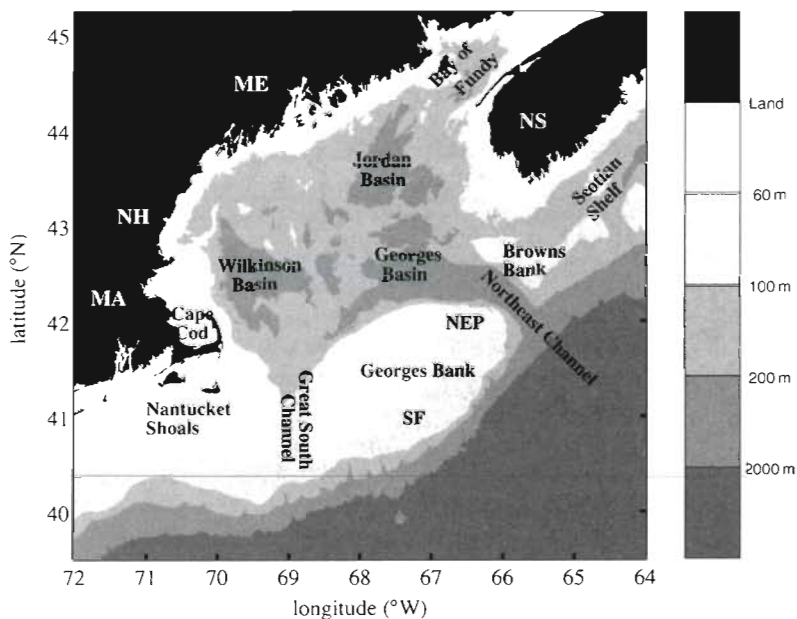 45
44
43
42
41
40
latitude (°N)
72 71 70 69 68 67 66 65 64
longitude (°W)
ME
Bay of
Fundy
NS
Jordan
Basin
Scotian
Shelf
NH
Wilkinson
Basin
Georges
Basin
Browns
Bank
MA
Cape
Cod
NEP
Northeast Channel
Georges Bank
Nantucket
Shoals
Great South
Channel
SF
Land
60 m
100 m
200 m
2000 m